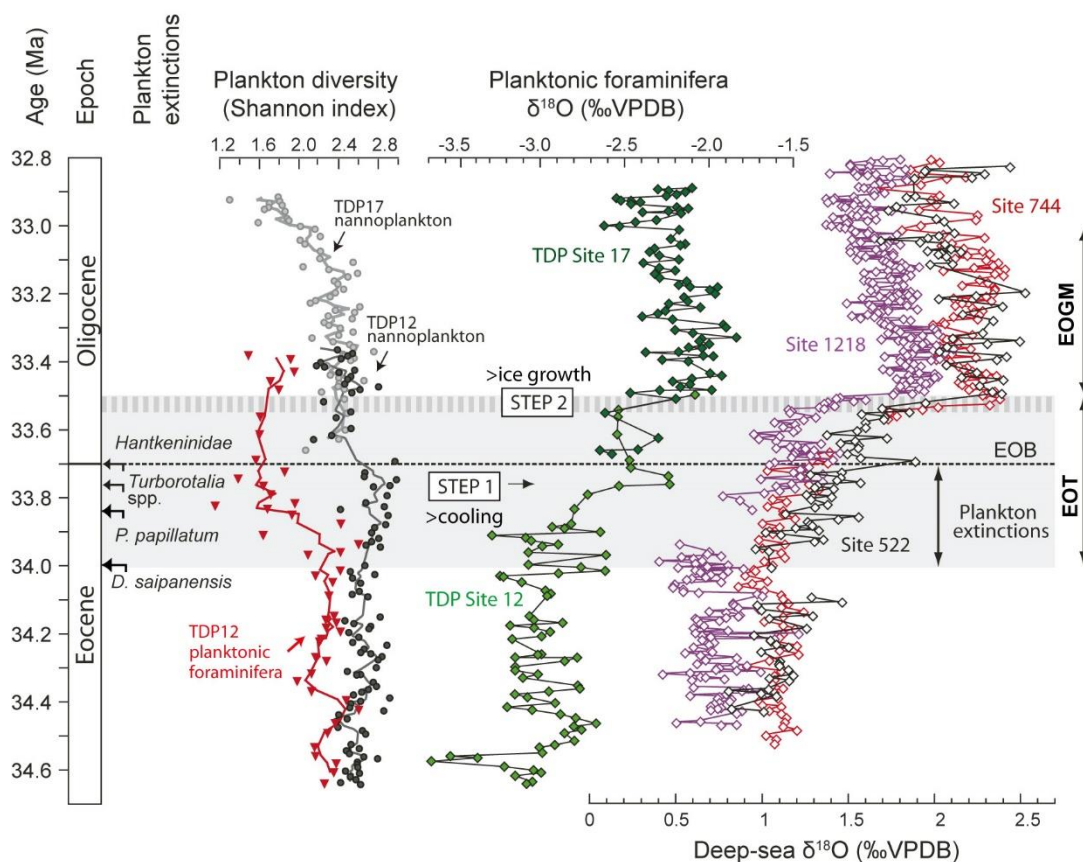 Age (Ma)
Epoch
Plankton
extinctions
Plankton diversity
(Shannon index)
Planktonic foraminifera
δ¹⁸O (‰VPDB)
1.2 1.6 2.0 2.4 2.8
-3.5 -3.0 -2.5 -2.0 -1.5
32.8
33.0
33.2
33.4
33.6
33.8
34.0
34.2
34.4
34.6
Oligocene
Eocene
TDP17
nannoplankton
TDP12
nannoplankton
TDP Site 17
Site 744
Site 1218
EOGM
>ice growth
STEP 2
Hantkeninidae
EOB
Turborotalia
spp.
STEP 1
>cooling
EOT
P. papillatum
Plankton
extinctions
Site 522
D. saipanensis
TDP Site 12
TDP12
planktonic
foraminifera
0 0.5 1 1.5 2 2.5
Deep-sea δ¹⁸O (‰VPDB)